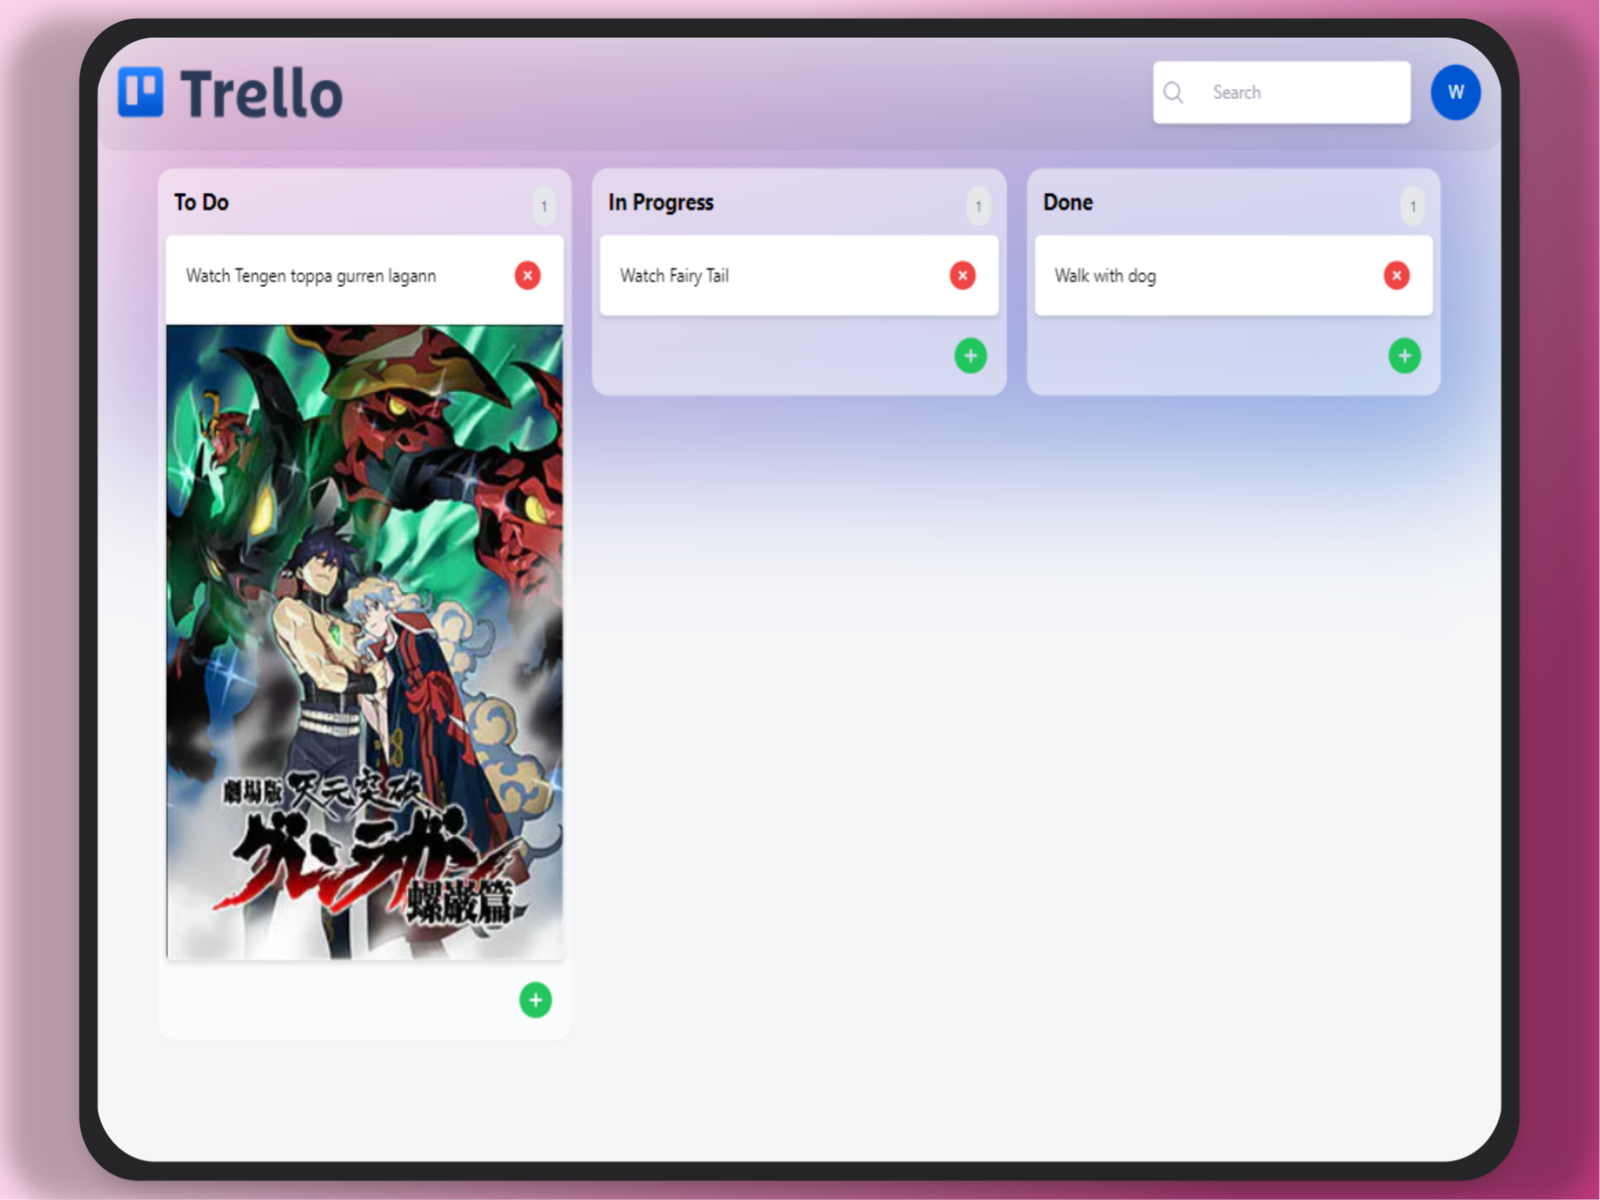 Trello
Search
W
To Do
1
Watch Tengen toppa gurren lagann
劇場版 天元突破
グレンラガン
螺巌篇
In Progress
1
Watch Fairy Tail
Done
1
Walk with dog